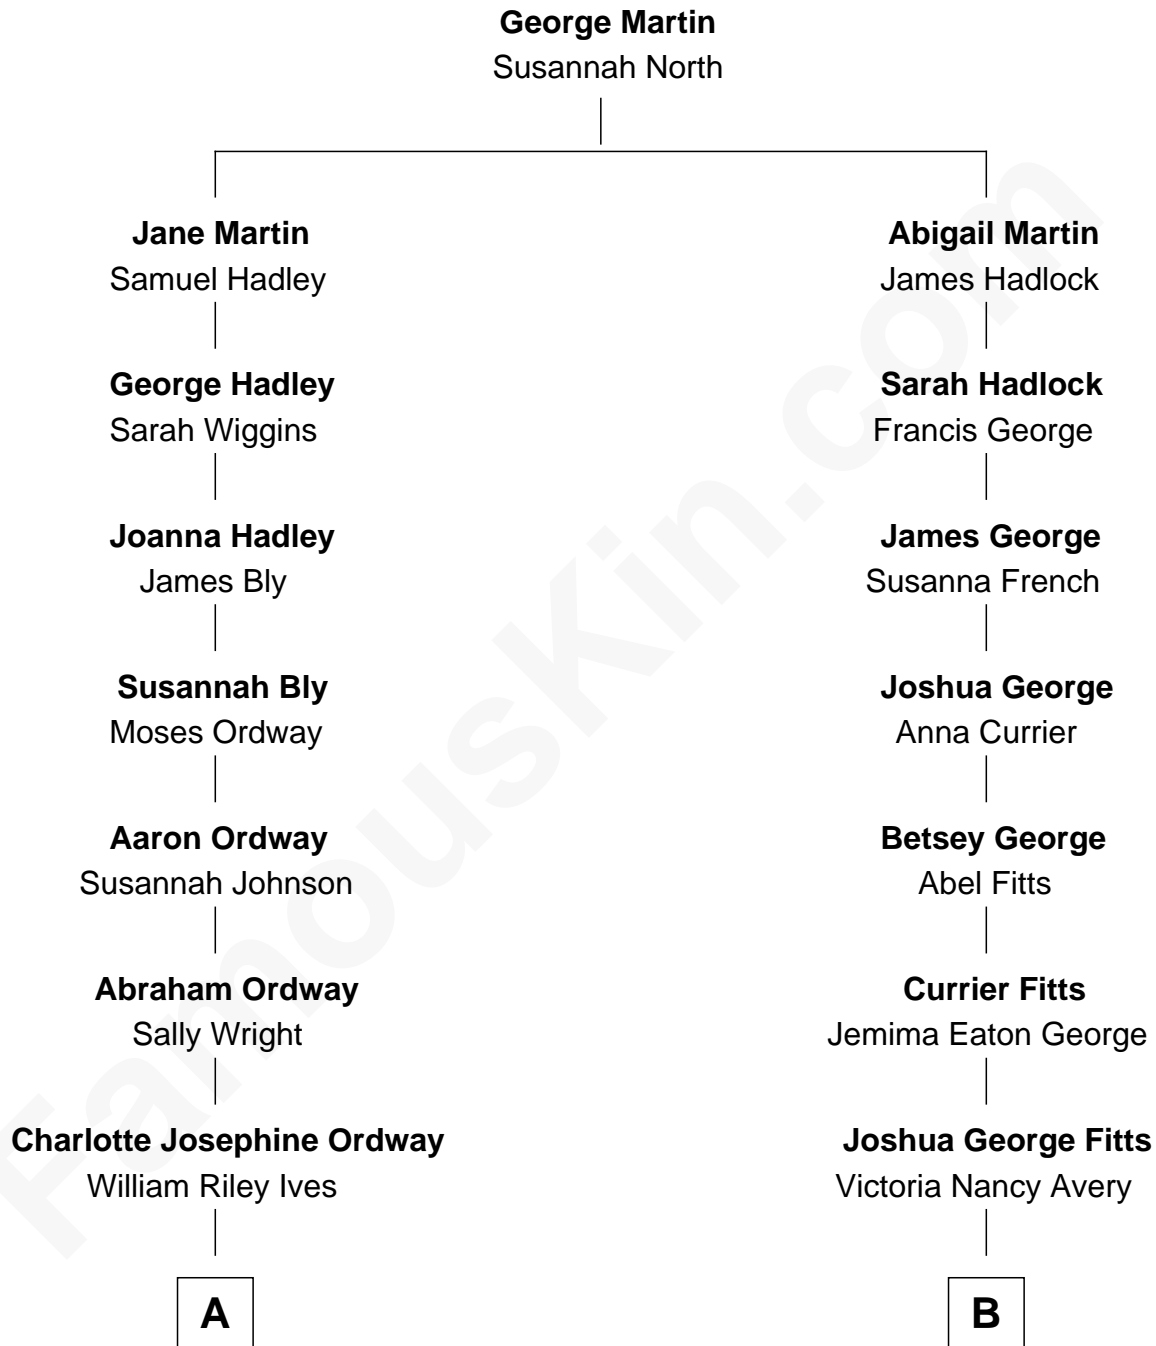 George Martin
Susannah North
Jane Martin
Samuel Hadley
Abigail Martin
James Hadlock
George Hadley
Sarah Wiggins
Sarah Hadlock
Francis George
Joanna Hadley
James Bly
James George
Susanna French
Susannah Bly
Moses Ordway
Joshua George
Anna Currier
Aaron Ordway
Susannah Johnson
Betsey George
Abel Fitts
Abraham Ordway
Sally Wright
Currier Fitts
Jemima Eaton George
Charlotte Josephine Ordway
William Riley Ives
Joshua George Fitts
Victoria Nancy Avery
A
B
FamousKin.com